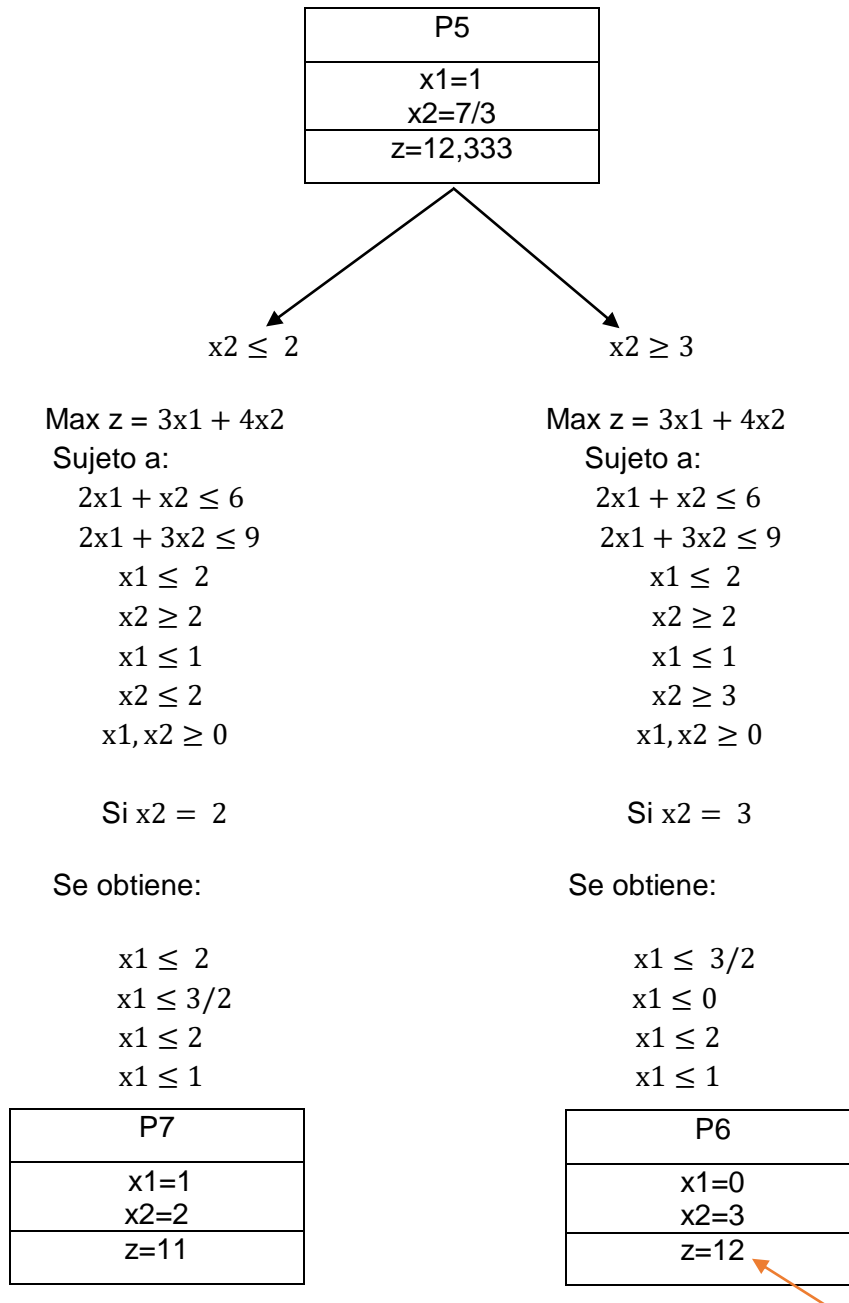 P5
x1=1
x2=7/3
z=12,333
x2 ≤ 2
Max z = 3x1 + 4x2
Sujeto a:
2x1 + x2 ≤ 6
2x1 + 3x2 ≤ 9
x1 ≤ 2
x2 ≥ 2
x1 ≤ 1
x2 ≤ 2
x1, x2 ≥ 0
Si x2 = 2
Se obtiene:
x1 ≤ 2
x1 ≤ 3/2
x1 ≤ 2
x1 ≤ 1
P7
x1=1
x2=2
z=11
x2 ≥ 3
Max z = 3x1 + 4x2
Sujeto a:
2x1 + x2 ≤ 6
2x1 + 3x2 ≤ 9
x1 ≤ 2
x2 ≥ 2
x1 ≤ 1
x2 ≥ 3
x1, x2 ≥ 0
Si x2 = 3
Se obtiene:
x1 ≤ 3/2
x1 ≤ 0
x1 ≤ 2
x1 ≤ 1
P6
x1=0
x2=3
z=12